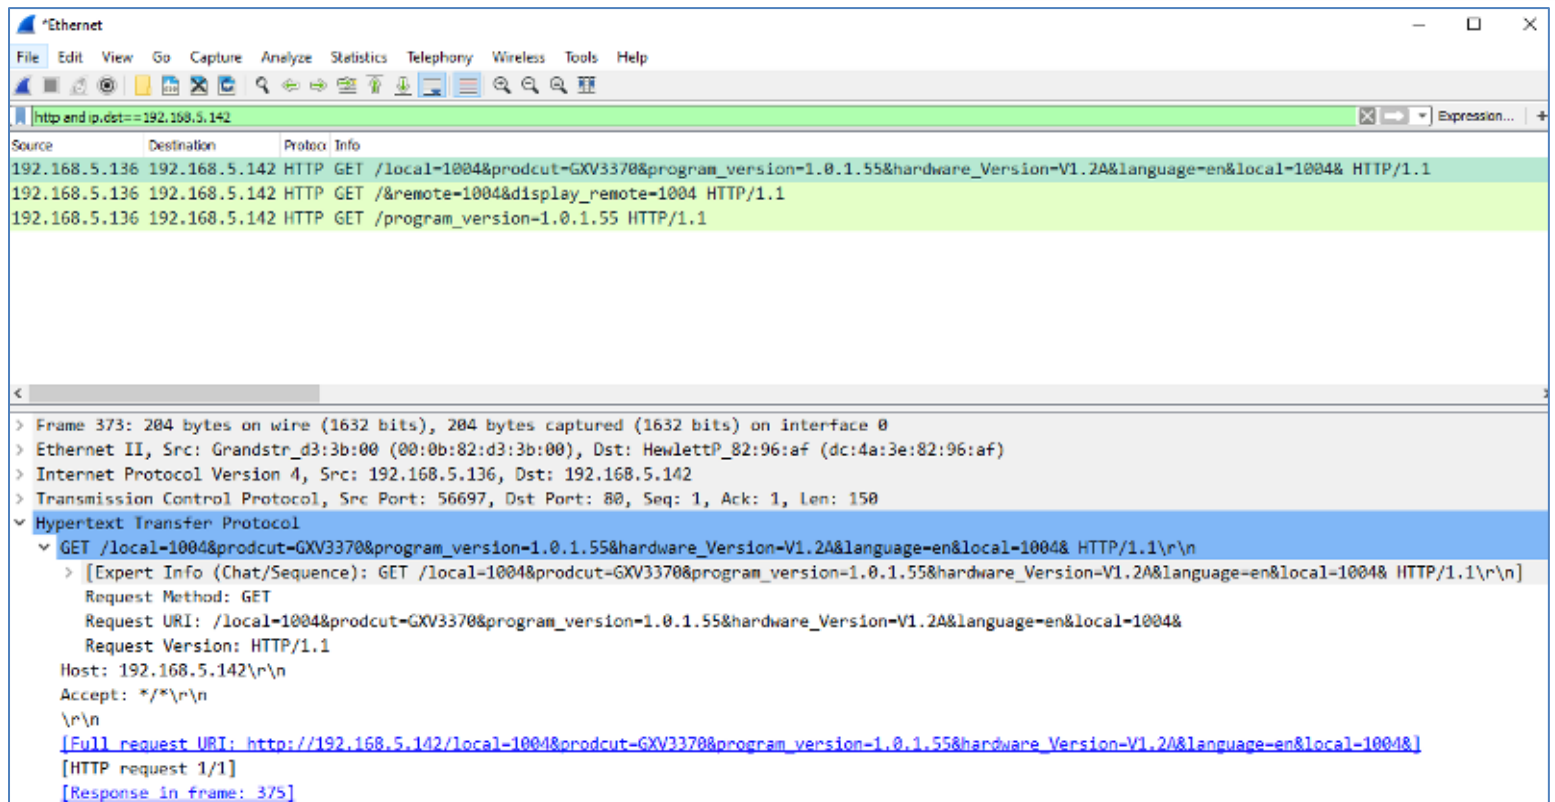 *Ethernet
File Edit View Go Capture Analyze Statistics Telephony Wireless Tools Help
http and ip.dst==192.168.5.142 Expression... +
Source Destination Protoco Info
192.168.5.136 192.168.5.142 HTTP GET /local=1004&prodcut=GXV3370&program_version=1.0.1.55&hardware_Version=V1.2A&language=en&local=1004& HTTP/1.1
192.168.5.136 192.168.5.142 HTTP GET /&remote=1004&display_remote=1004 HTTP/1.1
192.168.5.136 192.168.5.142 HTTP GET /program_version=1.0.1.55 HTTP/1.1
> Frame 373: 204 bytes on wire (1632 bits), 204 bytes captured (1632 bits) on interface 0
> Ethernet II, Src: Grandstr_d3:3b:00 (00:0b:82:d3:3b:00), Dst: HewlettP_82:96:af (dc:4a:3e:82:96:af)
> Internet Protocol Version 4, Src: 192.168.5.136, Dst: 192.168.5.142
> Transmission Control Protocol, Src Port: 56697, Dst Port: 80, Seq: 1, Ack: 1, Len: 150
Hypertext Transfer Protocol
GET /local=1004&prodcut=GXV3370&program_version=1.0.1.55&hardware_Version=V1.2A&language=en&local=1004& HTTP/1.1\r\n
> [Expert Info (Chat/Sequence): GET /local=1004&prodcut=GXV3370&program_version=1.0.1.55&hardware_Version=V1.2A&language=en&local=1004& HTTP/1.1\r\n]
Request Method: GET
Request URI: /local=1004&prodcut=GXV3370&program_version=1.0.1.55&hardware_Version=V1.2A&language=en&local=1004&
Request Version: HTTP/1.1
Host: 192.168.5.142\r\n
Accept: */*\r\n
\r\n
[Full request URI: http://192.168.5.142/local=1004&prodcut=GXV3370&program_version=1.0.1.55&hardware_Version=V1.2A&language=en&local=1004&]
[HTTP request 1/1]
[Response in frame: 375]